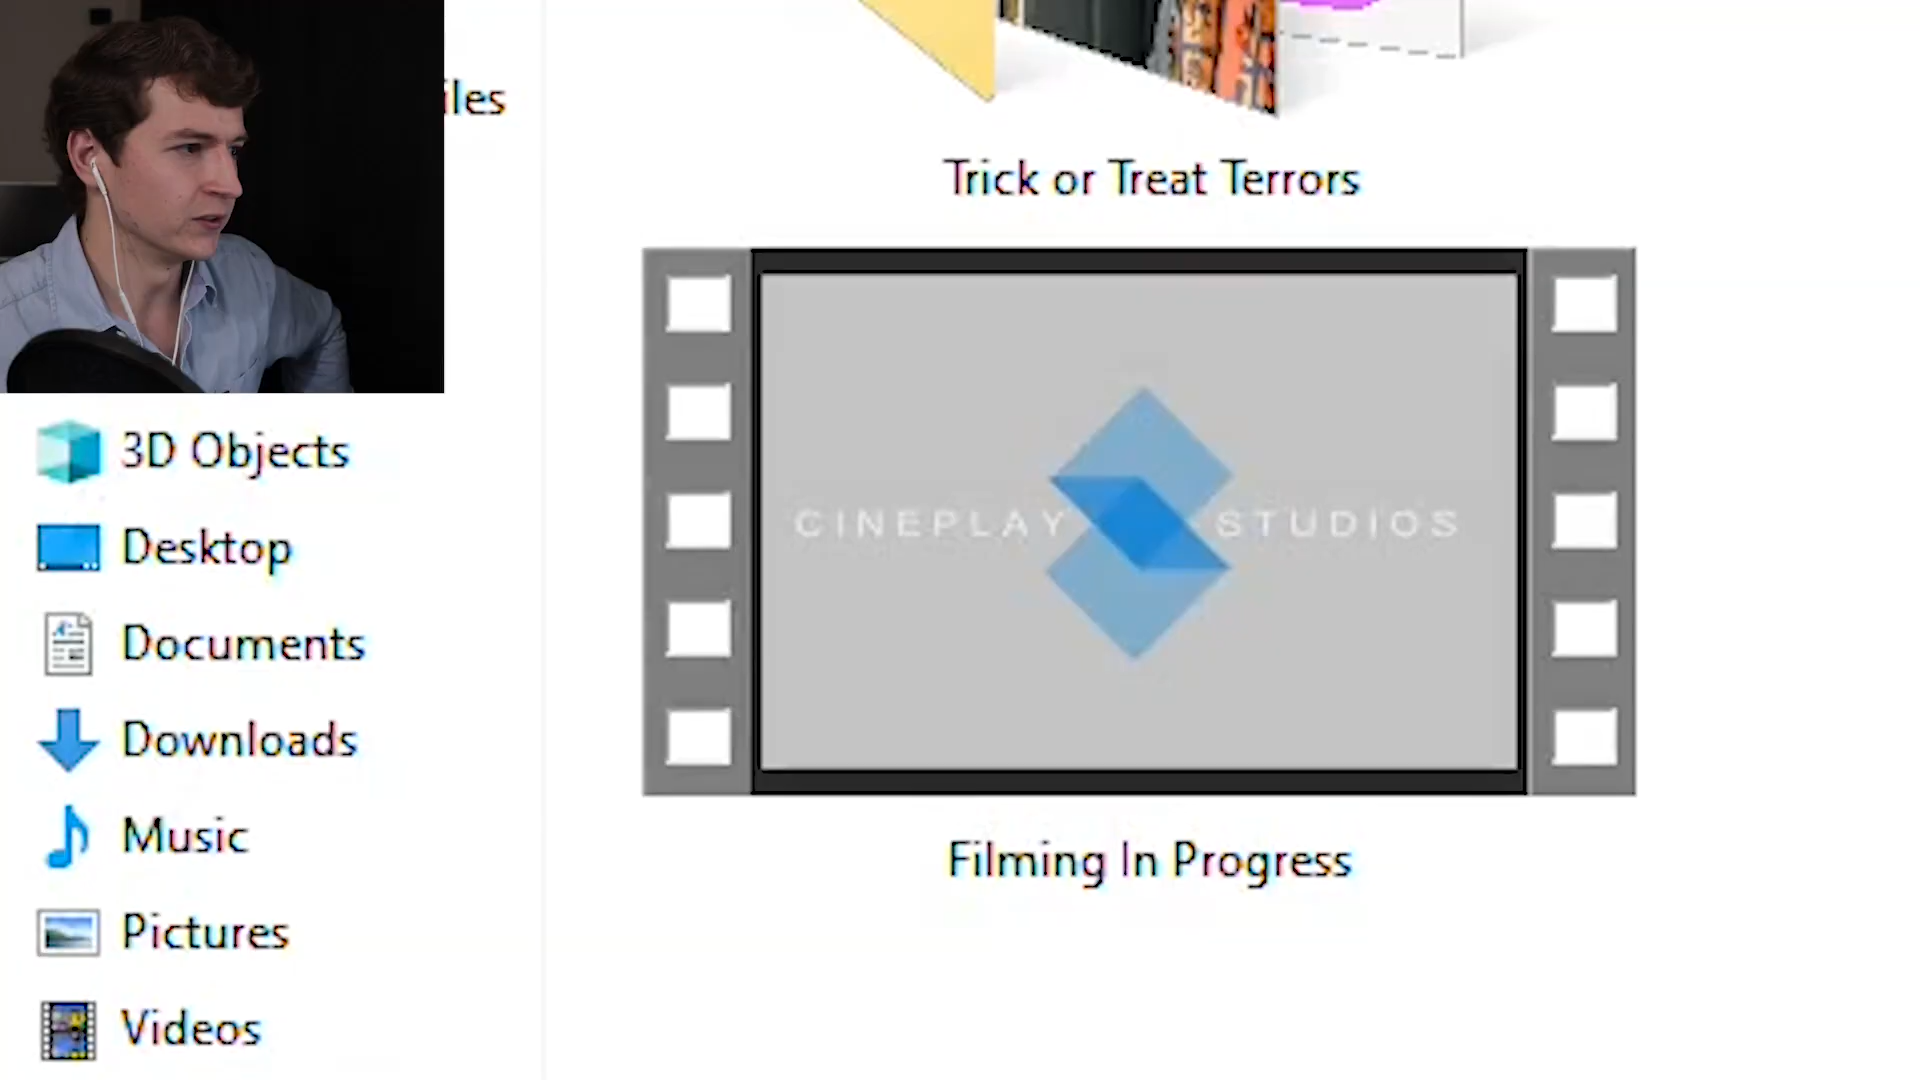 iles
Trick or Treat Terrors
CINEPLAY STUDIOS
3D Objects
Desktop
Documents
Downloads
Music
Pictures
Videos
Filming In Progress